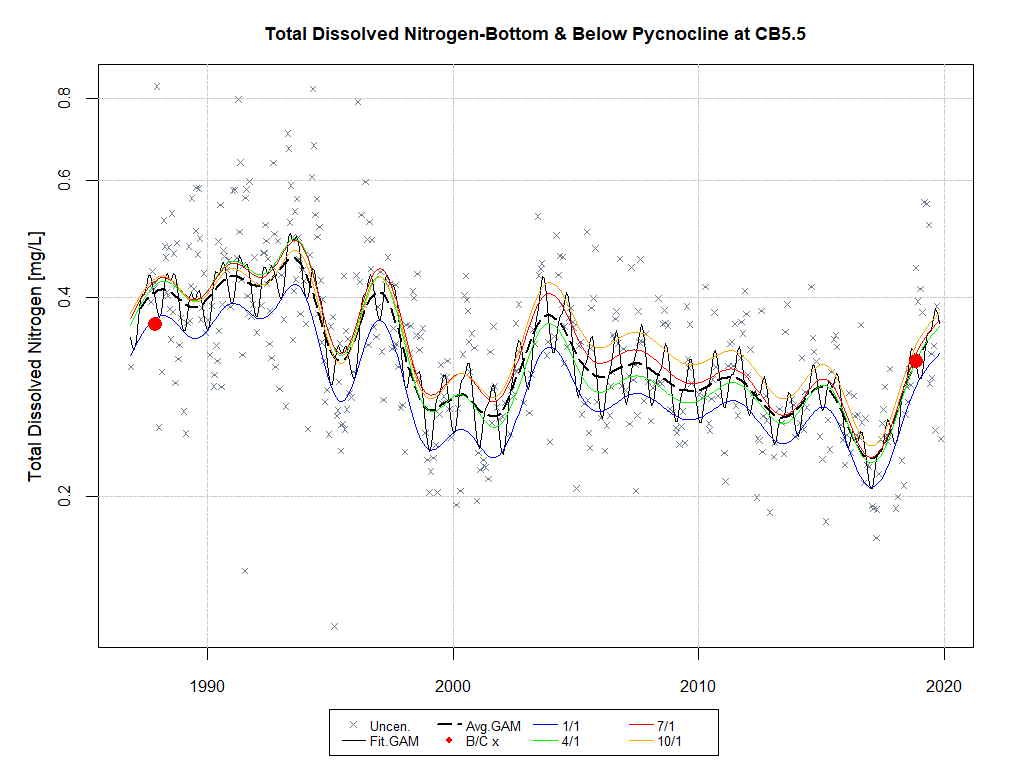 Total Dissolved Nitrogen-Bottom & Below Pycnocline at CB5.5
Total Dissolved Nitrogen [mg/L]
0.8
0.6
0.4
0.2
1990 2000 2010 2020
Uncen. Avg.GAM 1/1 7/1
Fit.GAM B/C x 4/1 10/1